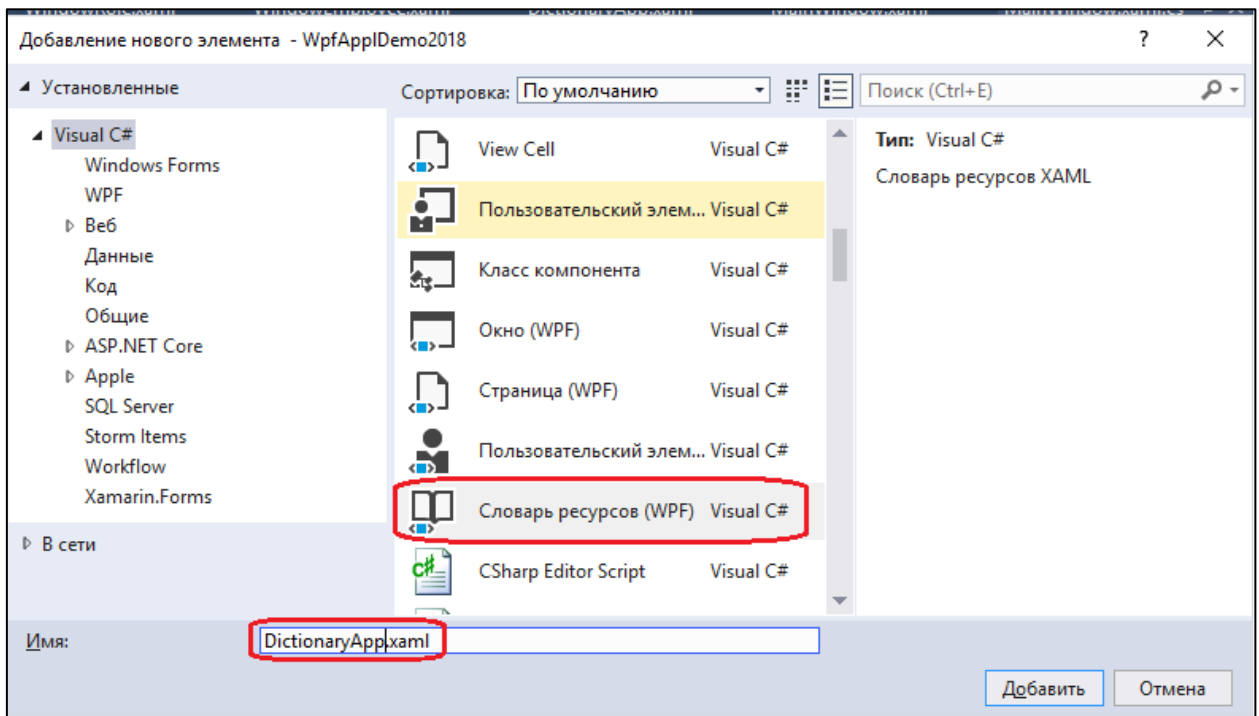 Добавление нового элемента - WpfApplDemo2018
? ×
Установленные
Сортировка: По умолчанию
Поиск (Ctrl+E)
Visual C#
Windows Forms
WPF
Веб
Данные
Код
Общие
ASP.NET Core
Apple
SQL Server
Storm Items
Workflow
Xamarin.Forms
В сети
View Cell Visual C#
Пользовательский элем... Visual C#
Класс компонента Visual C#
Окно (WPF) Visual C#
Страница (WPF) Visual C#
Пользовательский элем... Visual C#
Словарь ресурсов (WPF) Visual C#
CSharp Editor Script Visual C#
Тип: Visual C#
Словарь ресурсов XAML
Имя: DictionaryApp.xaml
Добавить Отмена